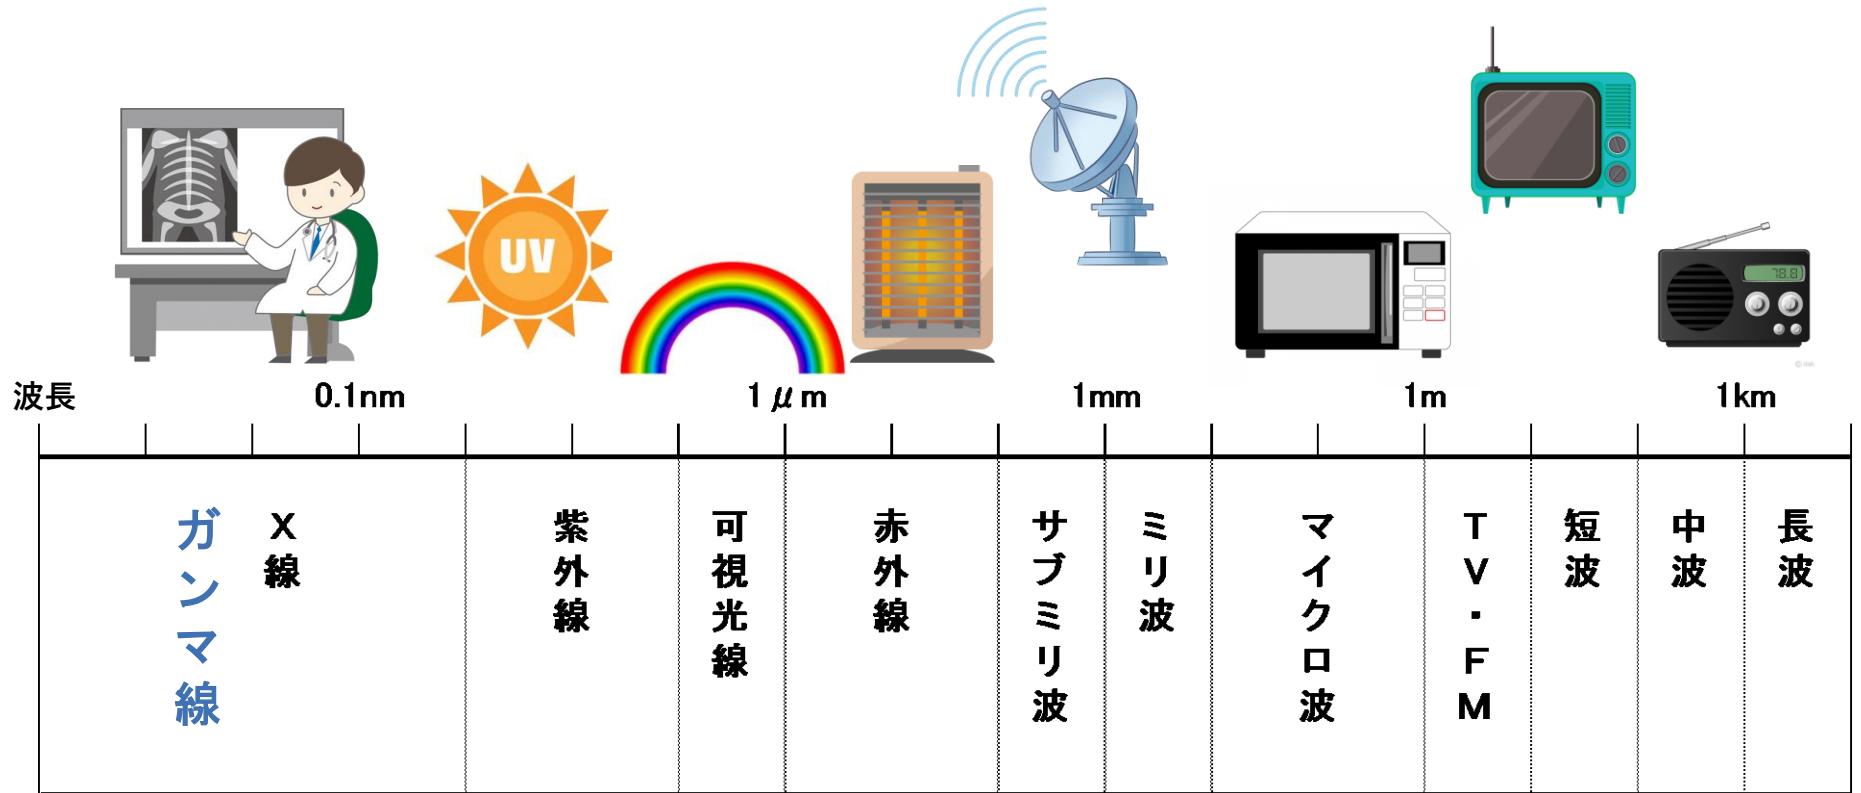 UV
78.8
波長
0.1nm
1μm
1mm
1m
1km
ガンマ線
X線
紫外線
可視光線
赤外線
サブミリ波
ミリ波
マイクロ波
TV・FM
短波
中波
長波